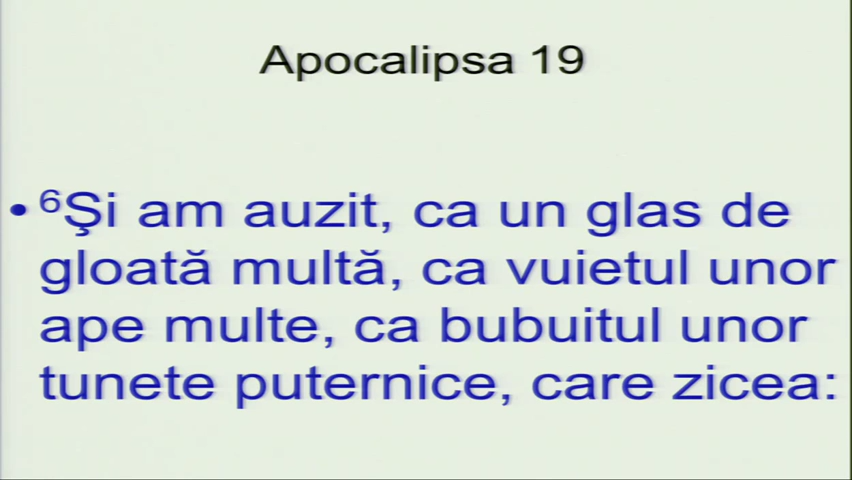 Apocalipsa 19
• ⁶Şi am auzit, ca un glas de
gloată multă, ca vuietul unor
ape multe, ca bubuitul unor
tunete puternice, care zicea: